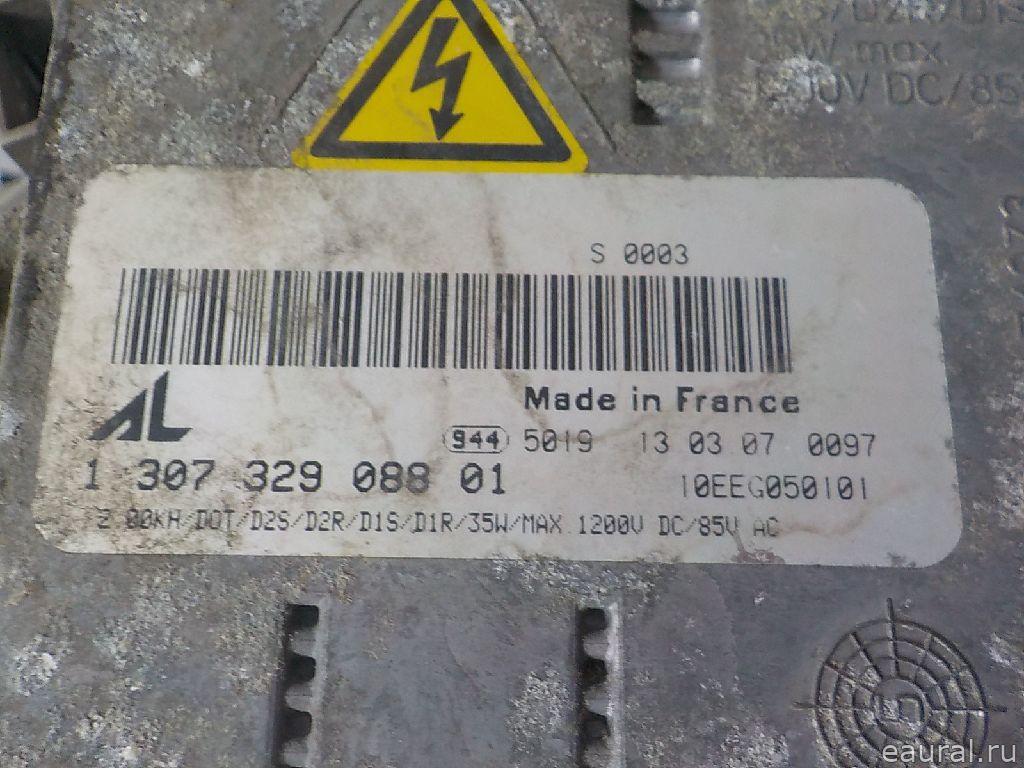 W max
V DC/85
S 0003
AL
Made in France
944 5019 13 03 07 0097
1 307 329 088 01
10EEG050101
Z 00KH/DOT/D2S/D2R/D1S/D1R/35W/MAX 1200V DC/85V AC
eaural.ru